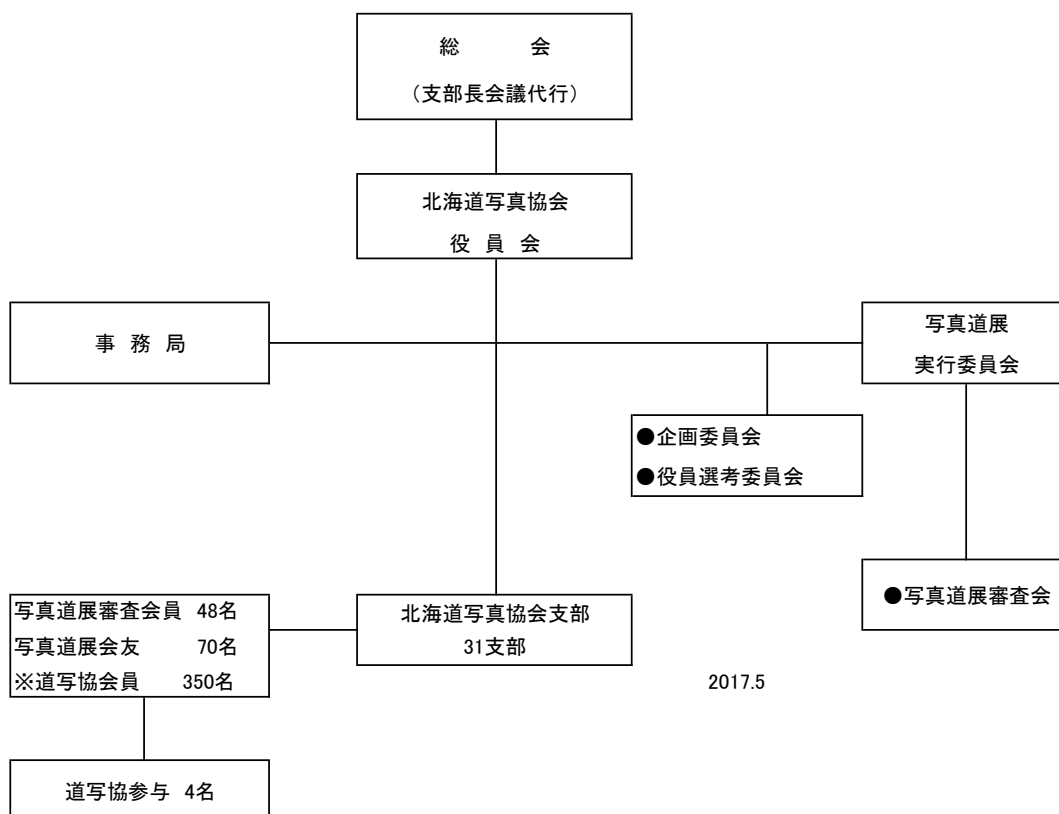 総 会
（支部長会議代行）
北海道写真協会
役 員 会
事 務 局
写真道展
実行委員会
●企画委員会
●役員選考委員会
●写真道展審査会
写真道展審査会員 48名
写真道展会友 70名
※道写協会員 350名
北海道写真協会支部
31支部
2017.5
道写協参与 4名